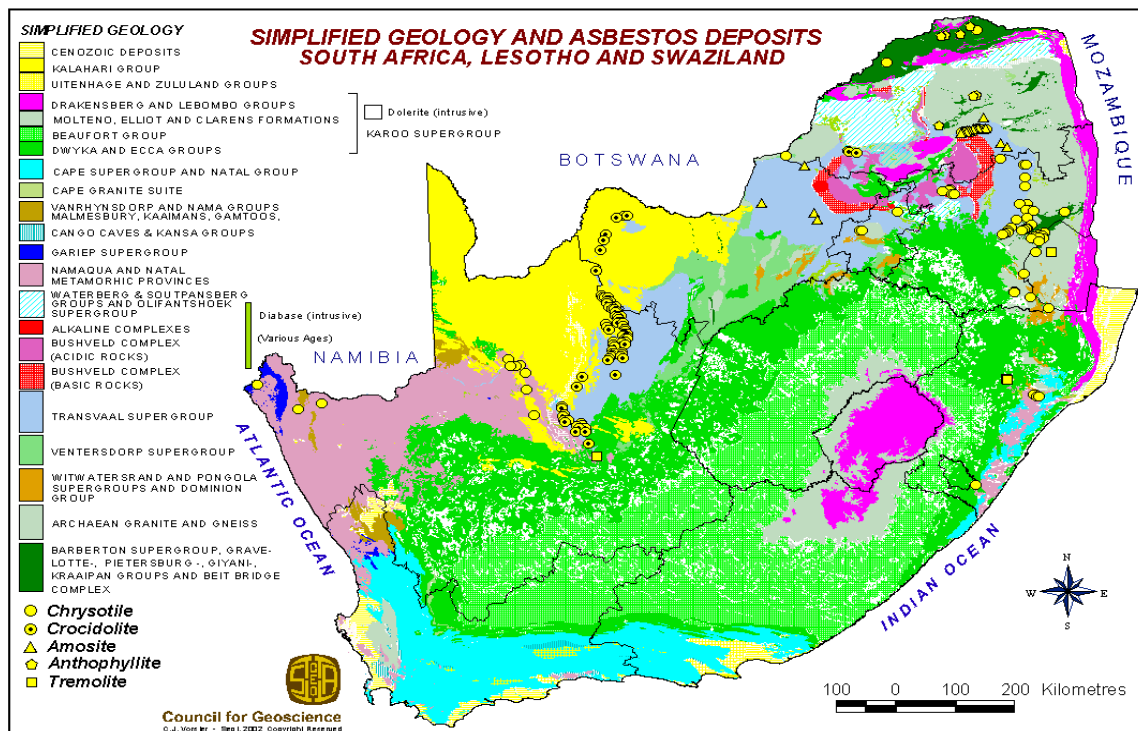 SIMPLIFIED GEOLOGY AND ASBESTOS DEPOSITS
SOUTH AFRICA, LESOTHO AND SWAZILAND
SIMPLIFIED GEOLOGY
CENOZOIC DEPOSITS
KALAHARI GROUP
UITENHAGE AND ZULULAND GROUPS
DRAKENSBERG AND LEBOMBO GROUPS
MOLTENO, ELLIOT AND CLARENS FORMATIONS
BEAUFORT GROUP
DWYKA AND ECCA GROUPS
Dolerite (intrusive)
KAROO SUPERGROUP
CAPE SUPERGROUP AND NATAL GROUP
CAPE GRANITE SUITE
VANRHYNSDORP AND NAMA GROUPS
MALMESBURY, KAAIMANS, GAMTOOS,
CANGO CAVES & KANSA GROUPS
GARIEP SUPERGROUP
NAMAQUA AND NATAL
METAMORHIC PROVINCES
WATERBERG & SOUTPANSBERG
GROUPS AND OLIFANTSHOEK
SUPERGROUP
ALKALINE COMPLEXES
BUSHVELD COMPLEX
(ACIDIC ROCKS)
BUSHVELD COMPLEX
(BASIC ROCKS)
TRANSVAAL SUPERGROUP
VENTERSDORP SUPERGROUP
WITWATERSRAND AND PONGOLA
SUPERGROUPS AND DOMINION
GROUP
ARCHAEAN GRANITE AND GNEISS
BARBERTON SUPERGROUP, GRAVE-
LOTTE-, PIETERSBURG -, GIYANI-,
KRAAIPAN GROUPS AND BEIT BRIDGE
COMPLEX
Diabase (intrusive)
(Various Ages)
Chrysotile
Crocidolite
Amosite
Anthophyllite
Tremolite
BOTSWANA
MOZAMBIQUE
NAMIBIA
ATLANTIC OCEAN
INDIAN OCEAN
N
W
E
S
Council for Geoscience
100 0 100 200 Kilometres